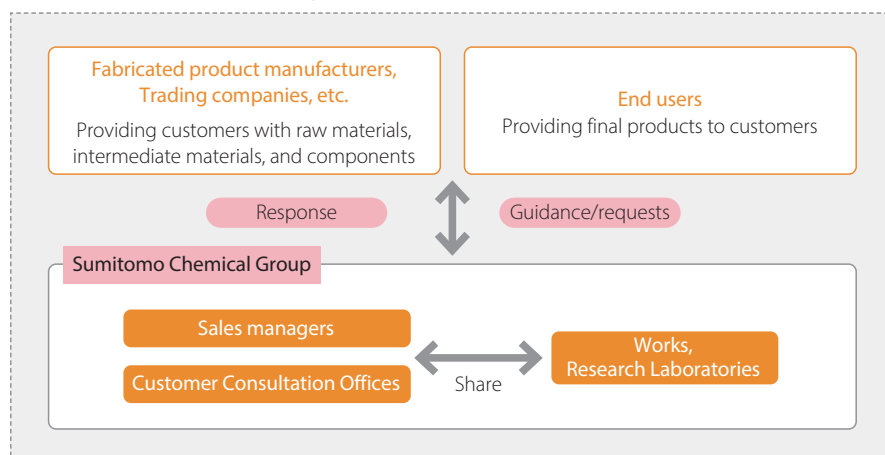 Fabricated product manufacturers,
Trading companies, etc.
Providing customers with raw materials,
intermediate materials, and components
End users
Providing final products to customers
Response
Guidance/requests
Sumitomo Chemical Group
Sales managers
Customer Consultation Offices
Share
Works,
Research Laboratories